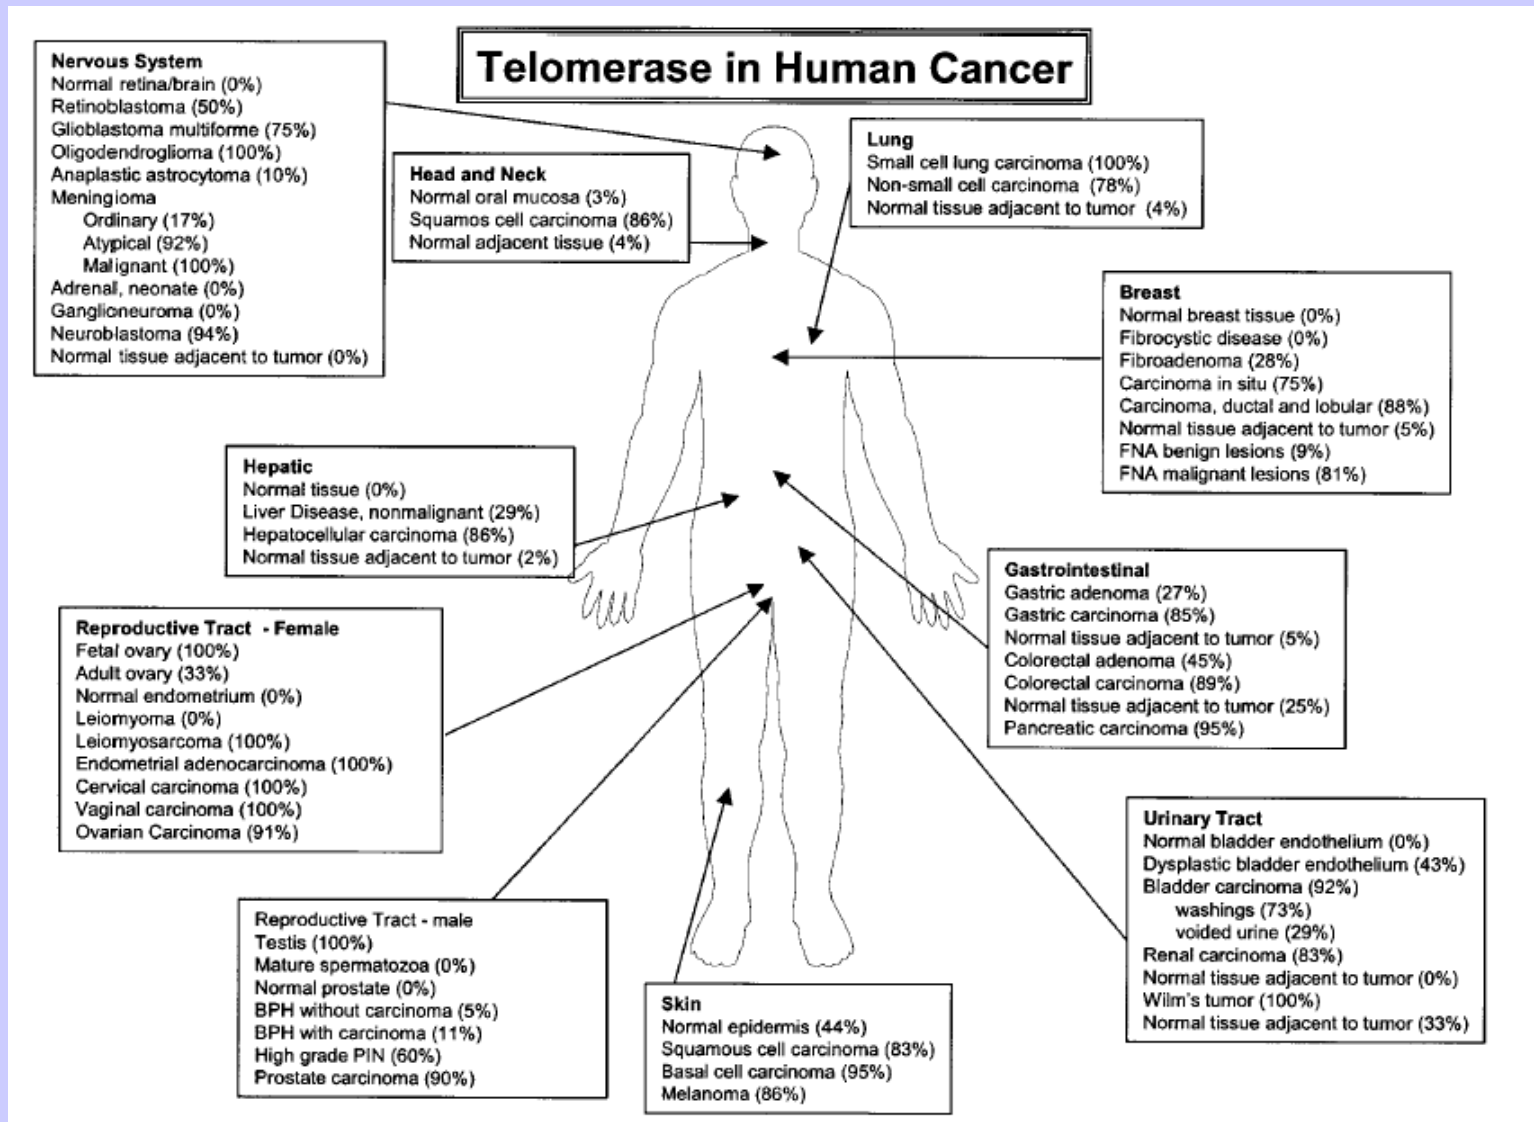 Telomerase in Human Cancer
Nervous System
Normal retina/brain (0%)
Retinoblastoma (50%)
Glioblastoma multiforme (75%)
Oligodendroglioma (100%)
Anaplastic astrocytoma (10%)
Meningioma
Ordinary (17%)
Atypical (92%)
Malignant (100%)
Adrenal, neonate (0%)
Ganglioneuroma (0%)
Neuroblastoma (94%)
Normal tissue adjacent to tumor (0%)
Head and Neck
Normal oral mucosa (3%)
Squamos cell carcinoma (86%)
Normal adjacent tissue (4%)
Lung
Small cell lung carcinoma (100%)
Non-small cell carcinoma (78%)
Normal tissue adjacent to tumor (4%)
Breast
Normal breast tissue (0%)
Fibrocystic disease (0%)
Fibroadenoma (28%)
Carcinoma in situ (75%)
Carcinoma, ductal and lobular (88%)
Normal tissue adjacent to tumor (5%)
FNA benign lesions (9%)
FNA malignant lesions (81%)
Hepatic
Normal tissue (0%)
Liver Disease, nonmalignant (29%)
Hepatocellular carcinoma (86%)
Normal tissue adjacent to tumor (2%)
Gastrointestinal
Gastric adenoma (27%)
Gastric carcinoma (85%)
Normal tissue adjacent to tumor (5%)
Colorectal adenoma (45%)
Colorectal carcinoma (89%)
Normal tissue adjacent to tumor (25%)
Pancreatic carcinoma (95%)
Reproductive Tract - Female
Fetal ovary (100%)
Adult ovary (33%)
Normal endometrium (0%)
Leiomyoma (0%)
Leiomyosarcoma (100%)
Endometrial adenocarcinoma (100%)
Cervical carcinoma (100%)
Vaginal carcinoma (100%)
Ovarian Carcinoma (91%)
Urinary Tract
Normal bladder endothelium (0%)
Dysplastic bladder endothelium (43%)
Bladder carcinoma (92%)
washings (73%)
voided urine (29%)
Renal carcinoma (83%)
Normal tissue adjacent to tumor (0%)
Wilm's tumor (100%)
Normal tissue adjacent to tumor (33%)
Reproductive Tract - male
Testis (100%)
Mature spermatozoa (0%)
Normal prostate (0%)
BPH without carcinoma (5%)
BPH with carcinoma (11%)
High grade PIN (60%)
Prostate carcinoma (90%)
Skin
Normal epidermis (44%)
Squamous cell carcinoma (83%)
Basal cell carcinoma (95%)
Melanoma (86%)